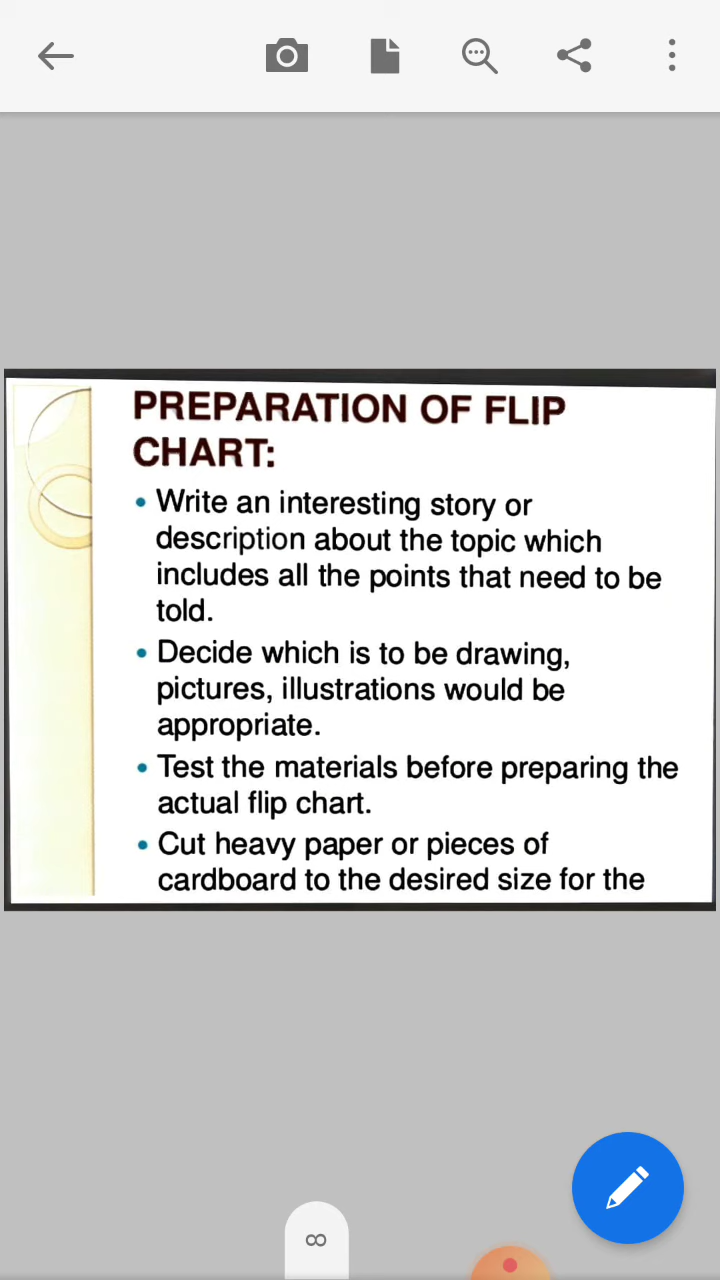 PREPARATION OF FLIP
CHART:
• Write an interesting story or
description about the topic which
includes all the points that need to be
told.
• Decide which is to be drawing,
pictures, illustrations would be
appropriate.
• Test the materials before preparing the
actual flip chart.
• Cut heavy paper or pieces of
cardboard to the desired size for the
8